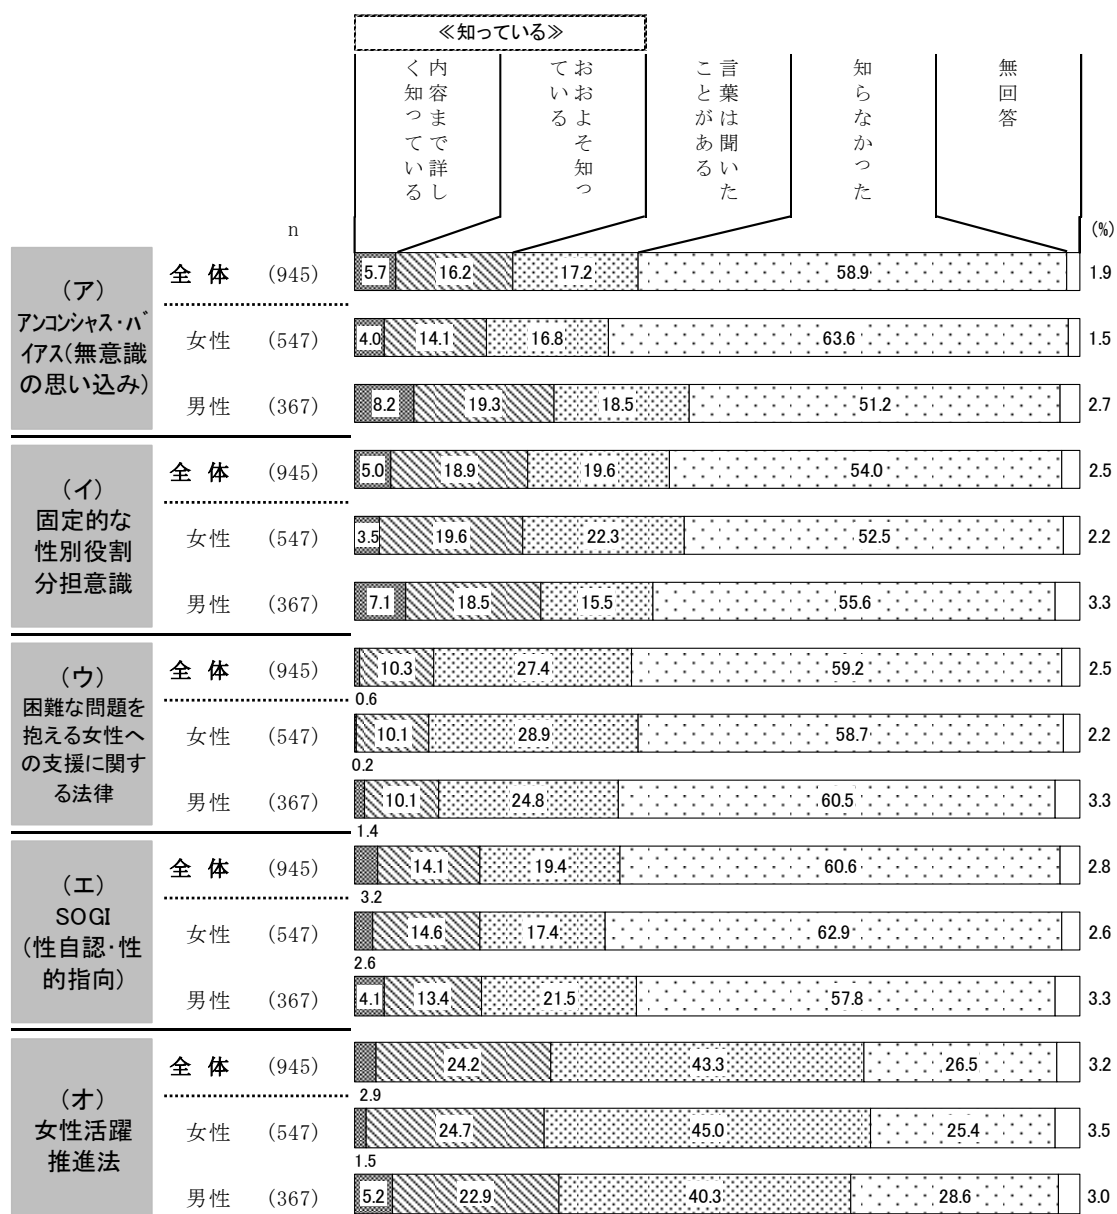 ≪知っている≫
内容まで詳し
く知っている
おおよそ知っ
ている
言葉は聞いた
ことがある
知らなかった
無回答
n
(%)
（ア）
アンコンシャス・バ
イアス(無意識
の思い込み)
全 体 (945) 5.7 16.2 17.2 58.9 1.9
女性 (547) 4.0 14.1 16.8 63.6 1.5
男性 (367) 8.2 19.3 18.5 51.2 2.7
（イ）
固定的な
性別役割
分担意識
全 体 (945) 5.0 18.9 19.6 54.0 2.5
女性 (547) 3.5 19.6 22.3 52.5 2.2
男性 (367) 7.1 18.5 15.5 55.6 3.3
（ウ）
困難な問題を
抱える女性へ
の支援に関す
る法律
全 体 (945) 10.3 27.4 59.2 2.5
0.6
女性 (547) 10.1 28.9 58.7 2.2
0.2
男性 (367) 10.1 24.8 60.5 3.3
1.4
（エ）
SOGI
(性自認・性
的指向)
全 体 (945) 14.1 19.4 60.6 2.8
3.2
女性 (547) 14.6 17.4 62.9 2.6
2.6
男性 (367) 4.1 13.4 21.5 57.8 3.3
（オ）
女性活躍
推進法
全 体 (945) 24.2 43.3 26.5 3.2
2.9
女性 (547) 24.7 45.0 25.4 3.5
1.5
男性 (367) 5.2 22.9 40.3 28.6 3.0